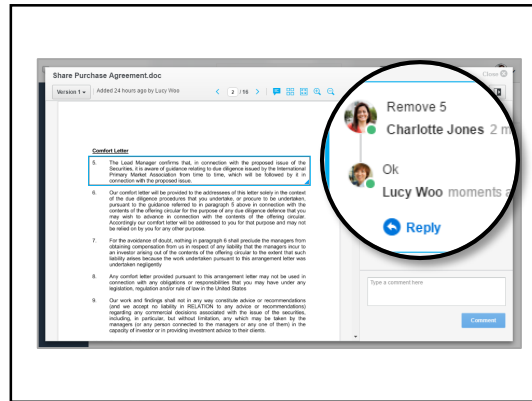 Share Purchase Agreement.doc
Close
Version 1
Added 24 hours ago by Lucy Woo
2 / 16
Comfort Letter
5. The Lead Manager confirms that, in connection with the proposed issue of the
Securities, it is aware of guidance relating to due diligence issued by the International
Primary Market Association from time to time, which will be followed by it in
connection with the proposed issue.
6. Our comfort letter will be provided to the addressees of this letter solely in the context
of the due diligence procedures that you undertake, or procure to be undertaken,
pursuant to the guidance referred to in paragraph 5 above in connection with the
contents of the offering circular for the purpose of any due diligence defence that you
may wish to advance in connection with the contents of the offering circular.
Accordingly our comfort letter will be addressed to you for that purpose and may not
be relied on by you for any other purpose.
7. For the avoidance of doubt, nothing in paragraph 6 shall preclude the managers from
obtaining compensation from us in respect of any liability that the managers incur to
an investor arising out of the contents of the offering circular to the extent that such
liability arises because the work undertaken pursuant to this arrangement letter was
undertaken negligently
8. Any comfort letter provided pursuant to this arrangement letter may not be used in
connection with any obligations or responsibilities that you may have under any
legislation, regulation and/or rule of law in the United States
9. Our work and findings shall not in any way constitute advice or recommendations
(and we accept no liability in RELATION to any advice or recommendations)
regarding any commercial decisions associated with the issue of the securities,
including, in particular, but without limitation, any which may be taken by the
managers (or any person connected to the managers or any one of them) in the
capacity of investor or in providing investment advice to their clients.
Remove 5
Charlotte Jones 2 m
Ok
Lucy Woo moments a
Reply
Type a comment here
Comment